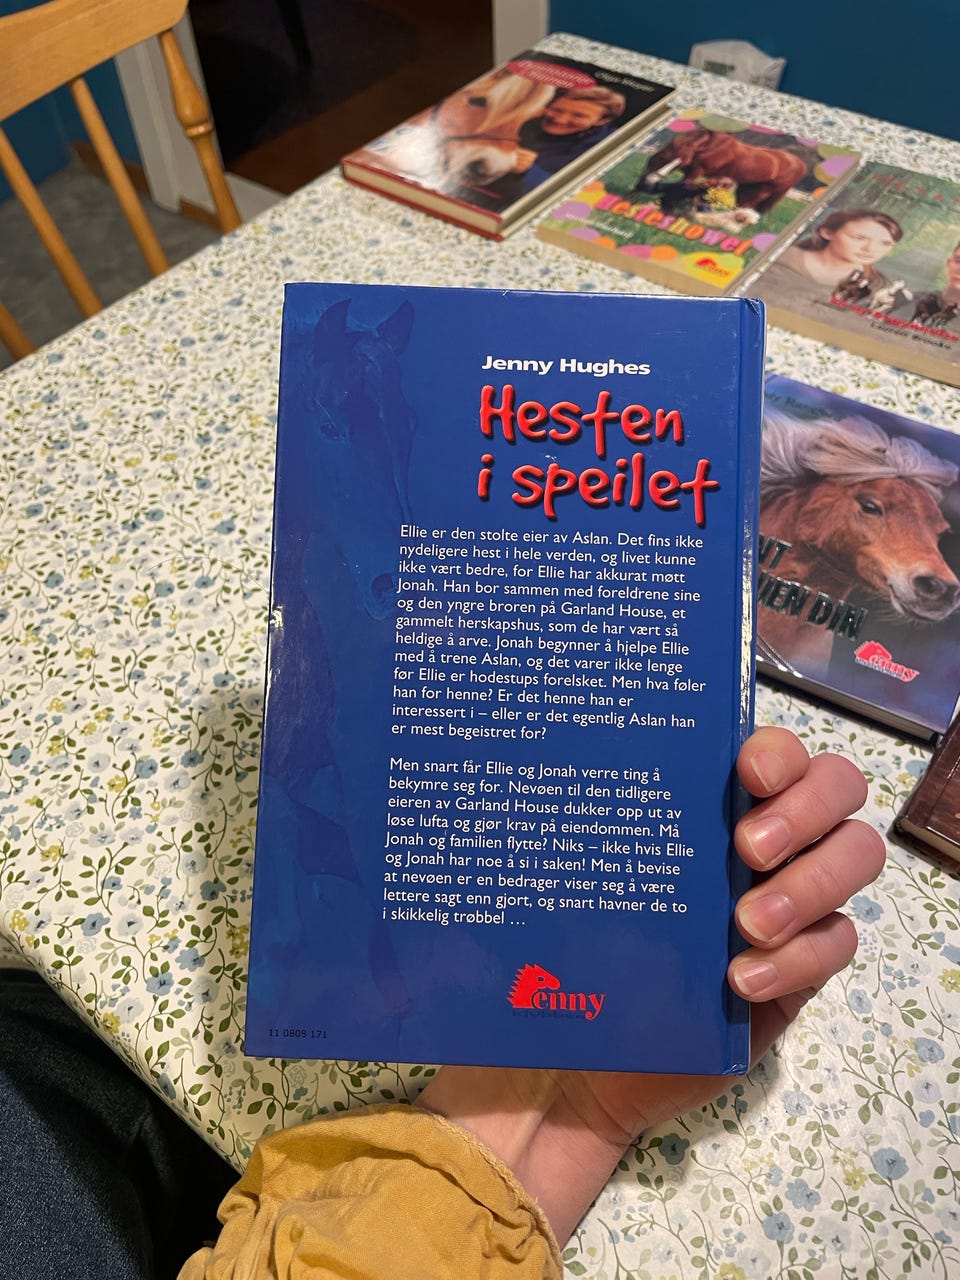 Jenny Hughes
Hesten
i speilet
Ellie er den stolte eier av Aslan. Det fins ikke
nydeligere hest i hele verden, og livet kunne
ikke vært bedre, for Ellie har akkurat møtt
Jonah. Han bor sammen med foreldrene sine
og den yngre broren på Garland House, et
gammelt herskapshus, som de har vært så
heldige å arve. Jonah begynner å hjelpe Ellie
med å trene Aslan, og det varer ikke lenge
før Ellie er hodestups forelsket. Men hva føler
han for henne? Er det henne han er
interessert i – eller er det egentlig Aslan han
er mest begeistret for?
Men snart får Ellie og Jonah verre ting å
bekymre seg for. Nevøen til den tidligere
eieren av Garland House dukker opp ut av
løse lufta og gjør krav på eiendommen. Må
Jonah og familien flytte? Niks – ikke hvis Ellie
og Jonah har noe å si i saken! Men å bevise
at nevøen er en bedrager viser seg å være
lettere sagt enn gjort, og snart havner de to
i skikkelig trøbbel ...
Penny
11 0809 171
Hesteshowet
Penny
Lauren Brooke
DIN
Penny